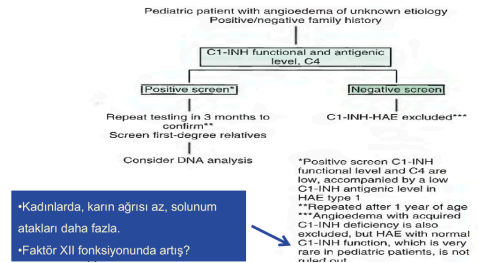 Pediatric patient with angioedema of unknown etiology
Positive/negative family history
C1-INH functional and antigenic
level, C4
Positive screen*
Negative screen
Repeat testing in 3 months to
confirm**
Screen first-degree relatives
C1-INH-HAE excluded***
Consider DNA analysis
*Positive screen C1-INH
functional level and C4 are
low, accompanied by a low
C1-INH antigenic level in
HAE type 1
**Repeated after 1 year of age
***Angioedema with acquired
C1-INH deficiency is also
excluded, but HAE with normal
C1-INH function, which is very
rare in pediatric patients, is not
ruled out
•Kadınlarda, karın ağrısı az, solunum
atakları daha fazla.
•Faktör XII fonksiyonunda artış?